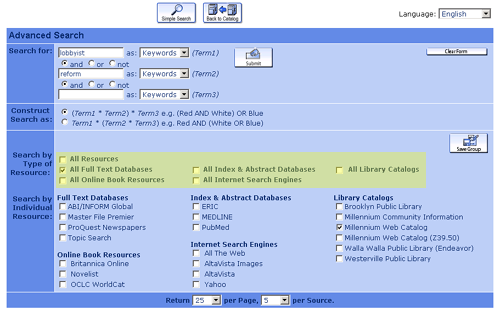 Simple Search Back to Catalog Language: English
Advanced Search
Search for: lobbyist as: Keywords (Term1) Submit Clear Form
and or not
reform as: Keywords (Term2)
and or not
as: Keywords (Term3)
Construct Search as: (Term1 * Term2) * Term3 e.g. (Red AND White) OR Blue
Term1 * (Term2 * Term3) e.g. Red AND (White OR Blue)
Save Group
Search by Type of Resource:
All Resources
All Full Text Databases All Index & Abstract Databases All Library Catalogs
All Online Book Resources All Internet Search Engines
Search by Individual Resource:
Full Text Databases
ABI/INFORM Global
Master File Premier
ProQuest Newspapers
Topic Search
Online Book Resources
Britannica Online
Novelist
OCLC WorldCat
Index & Abstract Databases
ERIC
MEDLINE
PubMed
Internet Search Engines
All The Web
AltaVista Images
AltaVista
Yahoo
Library Catalogs
Brooklyn Public Library
Millennium Community Information
Millennium Web Catalog
Millennium Web Catalog (Z39.50)
Walla Walla Public Library (Endeavor)
Westerville Public Library
Return 25 per Page, 5 per Source.